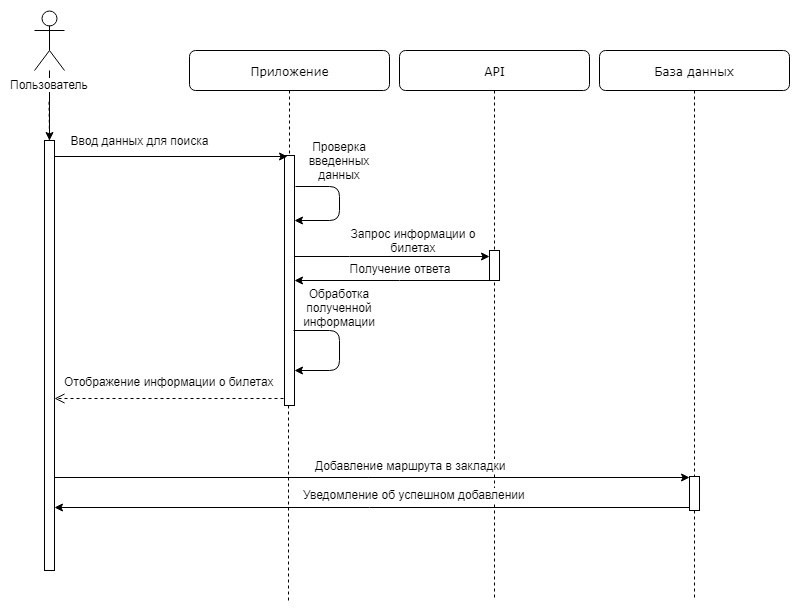 Пользователь
Приложение
API
База данных
Ввод данных для поиска
Проверка
введенных
данных
Запрос информации о
билетах
Получение ответа
Обработка
полученной
информации
Отображение информации о билетах
Добавление маршрута в закладки
Уведомление об успешном добавлении